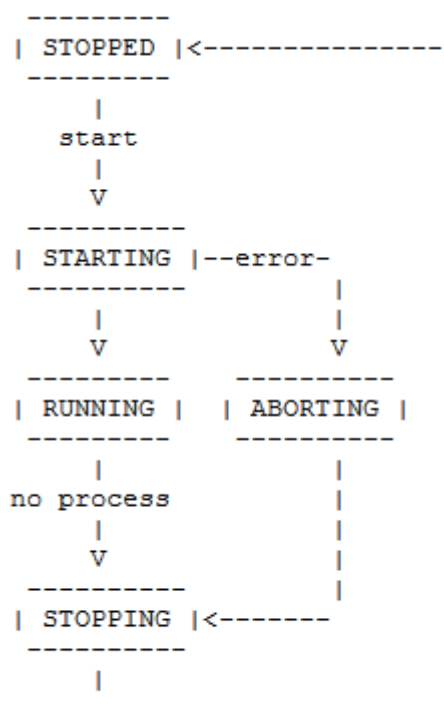 STOPPED
start
STARTING --error-
RUNNING ABORTING
no process
STOPPING